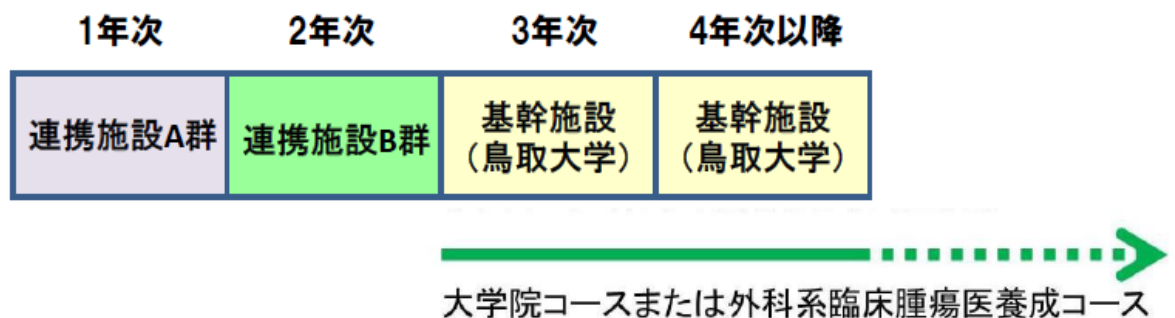 1年次 2年次 3年次 4年次以降
連携施設A群 連携施設B群 基幹施設 基幹施設
（鳥取大学） （鳥取大学）
大学院コースまたは外科系臨床腫瘍医養成コース